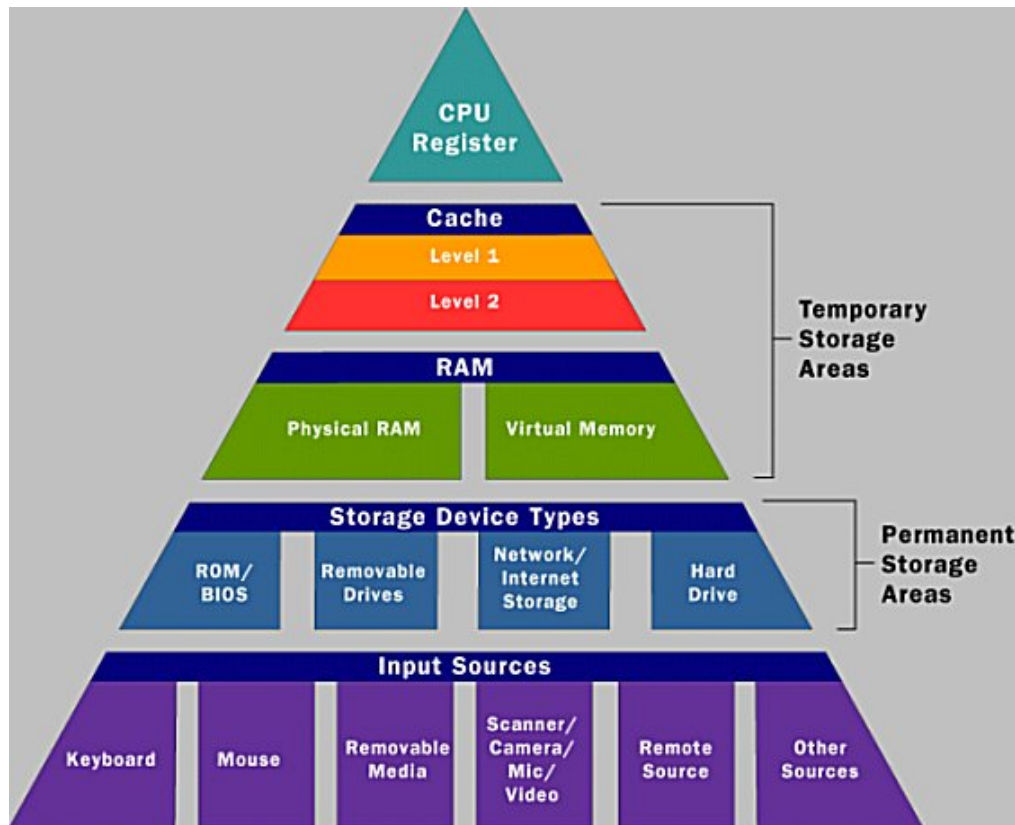 CPU
Register
Cache
Level 1
Level 2
Temporary
Storage
Areas
RAM
Physical RAM
Virtual Memory
Storage Device Types
ROM/
BIOS
Removable
Drives
Network/
Internet
Storage
Hard
Drive
Permanent
Storage
Areas
Input Sources
Keyboard
Mouse
Removable
Media
Scanner/
Camera/
Mic/
Video
Remote
Source
Other
Sources